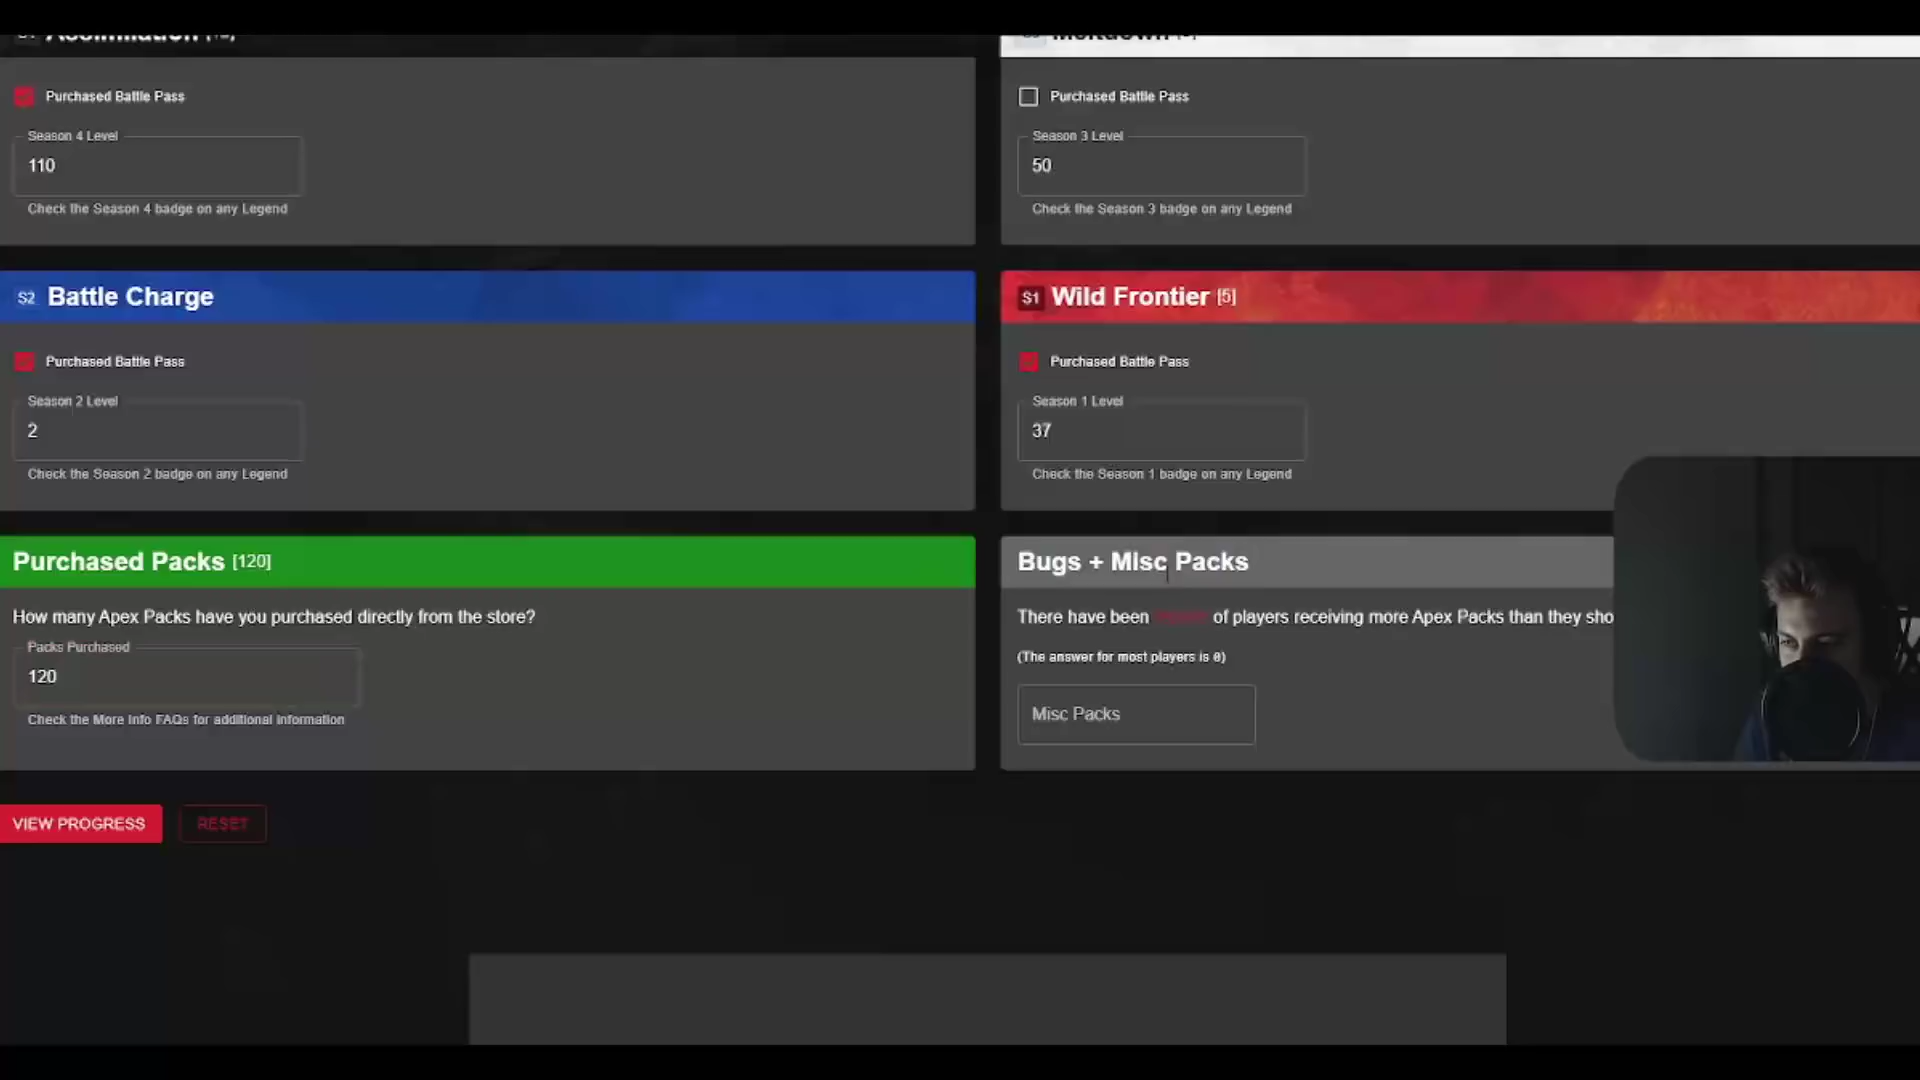 Assimilation
Meltdown
Purchased Battle Pass
Season 4 Level
110
Check the Season 4 badge on any Legend
Purchased Battle Pass
Season 3 Level
50
Check the Season 3 badge on any Legend
S2 Battle Charge
Purchased Battle Pass
Season 2 Level
2
Check the Season 2 badge on any Legend
S1 Wild Frontier [5]
Purchased Battle Pass
Season 1 Level
37
Check the Season 1 badge on any Legend
Purchased Packs [120]
How many Apex Packs have you purchased directly from the store?
Packs Purchased
120
Check the More Info FAQs for additional information
Bugs + Misc Packs
There have been of players receiving more Apex Packs than they sho
(The answer for most players is 0)
Misc Packs
VIEW PROGRESS
RESET